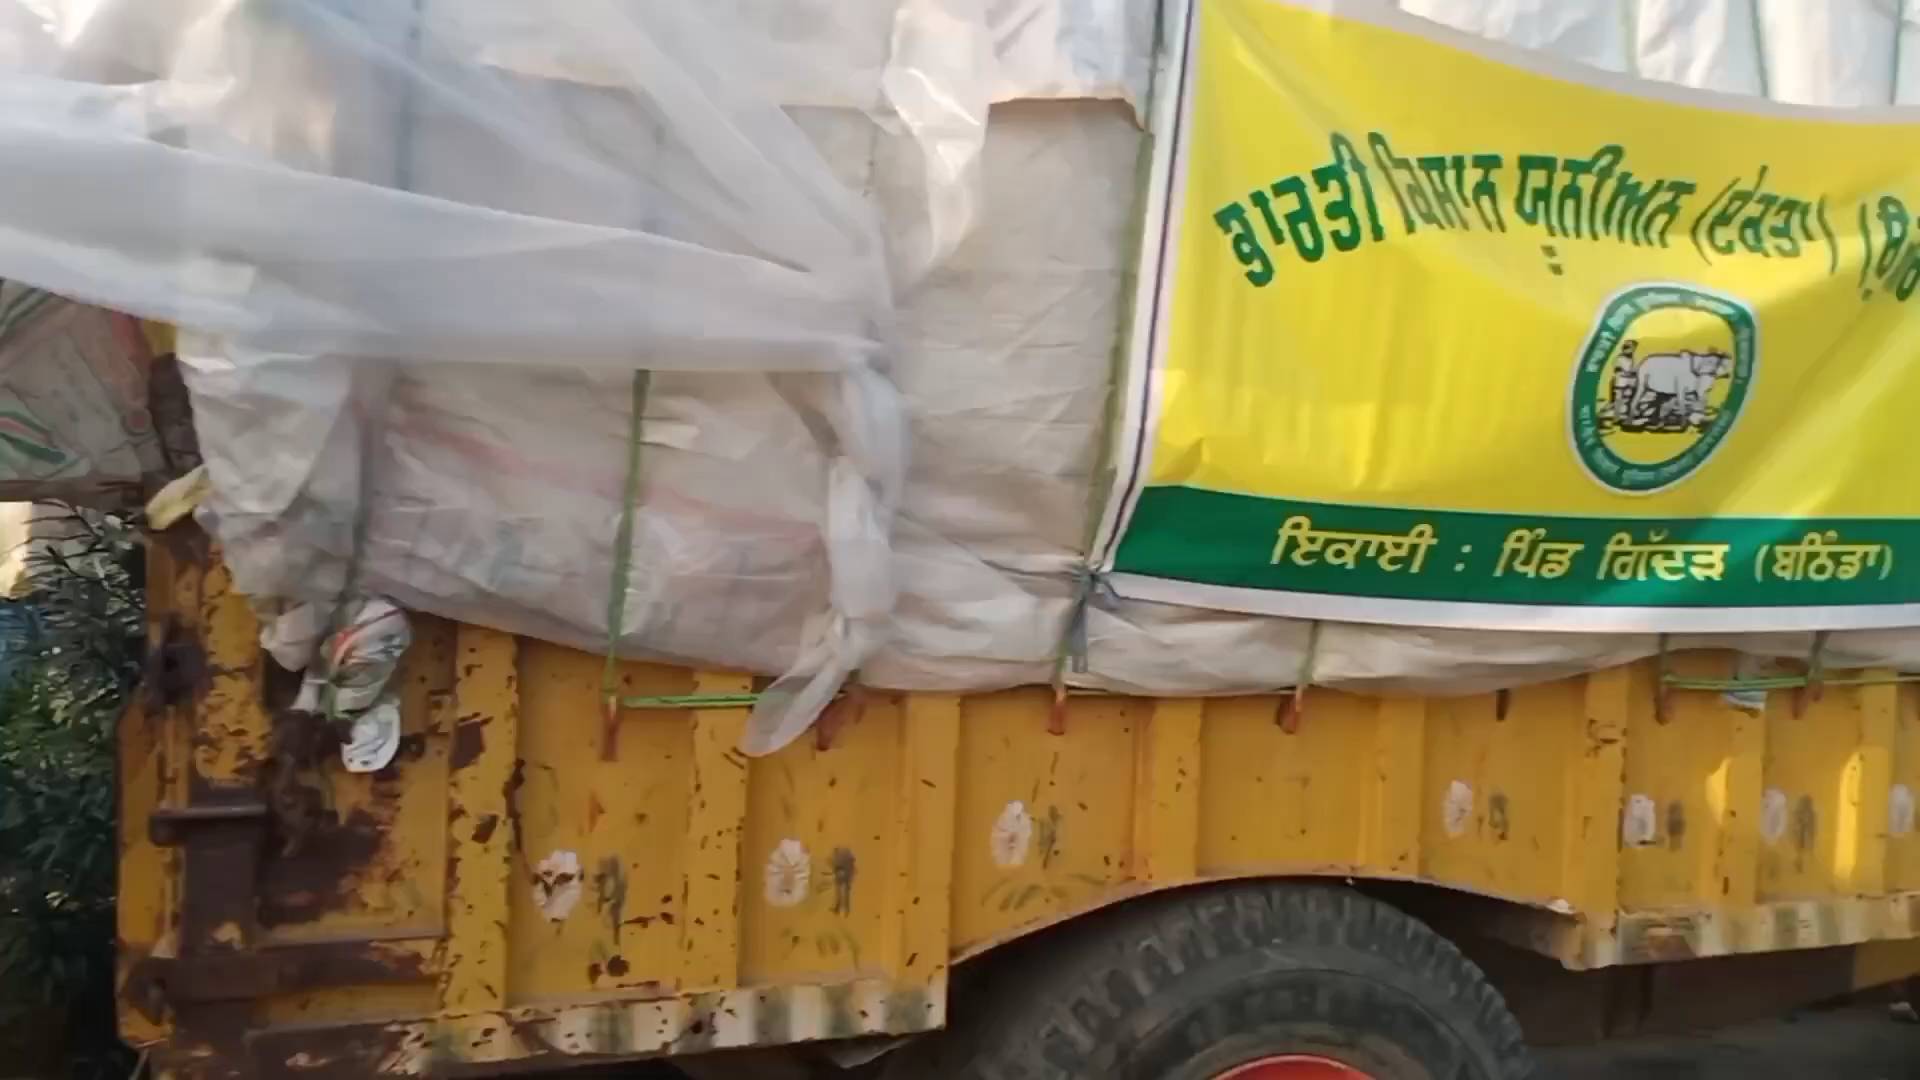 ਭਾਰਤੀ ਕਿਸਾਨ ਯੂਨੀਅਨ (ਏਕਤਾ)
ਇਕਾਈ : ਪਿੰਡ ਗਿੱਦੜ (ਬਠਿੰਡਾ)